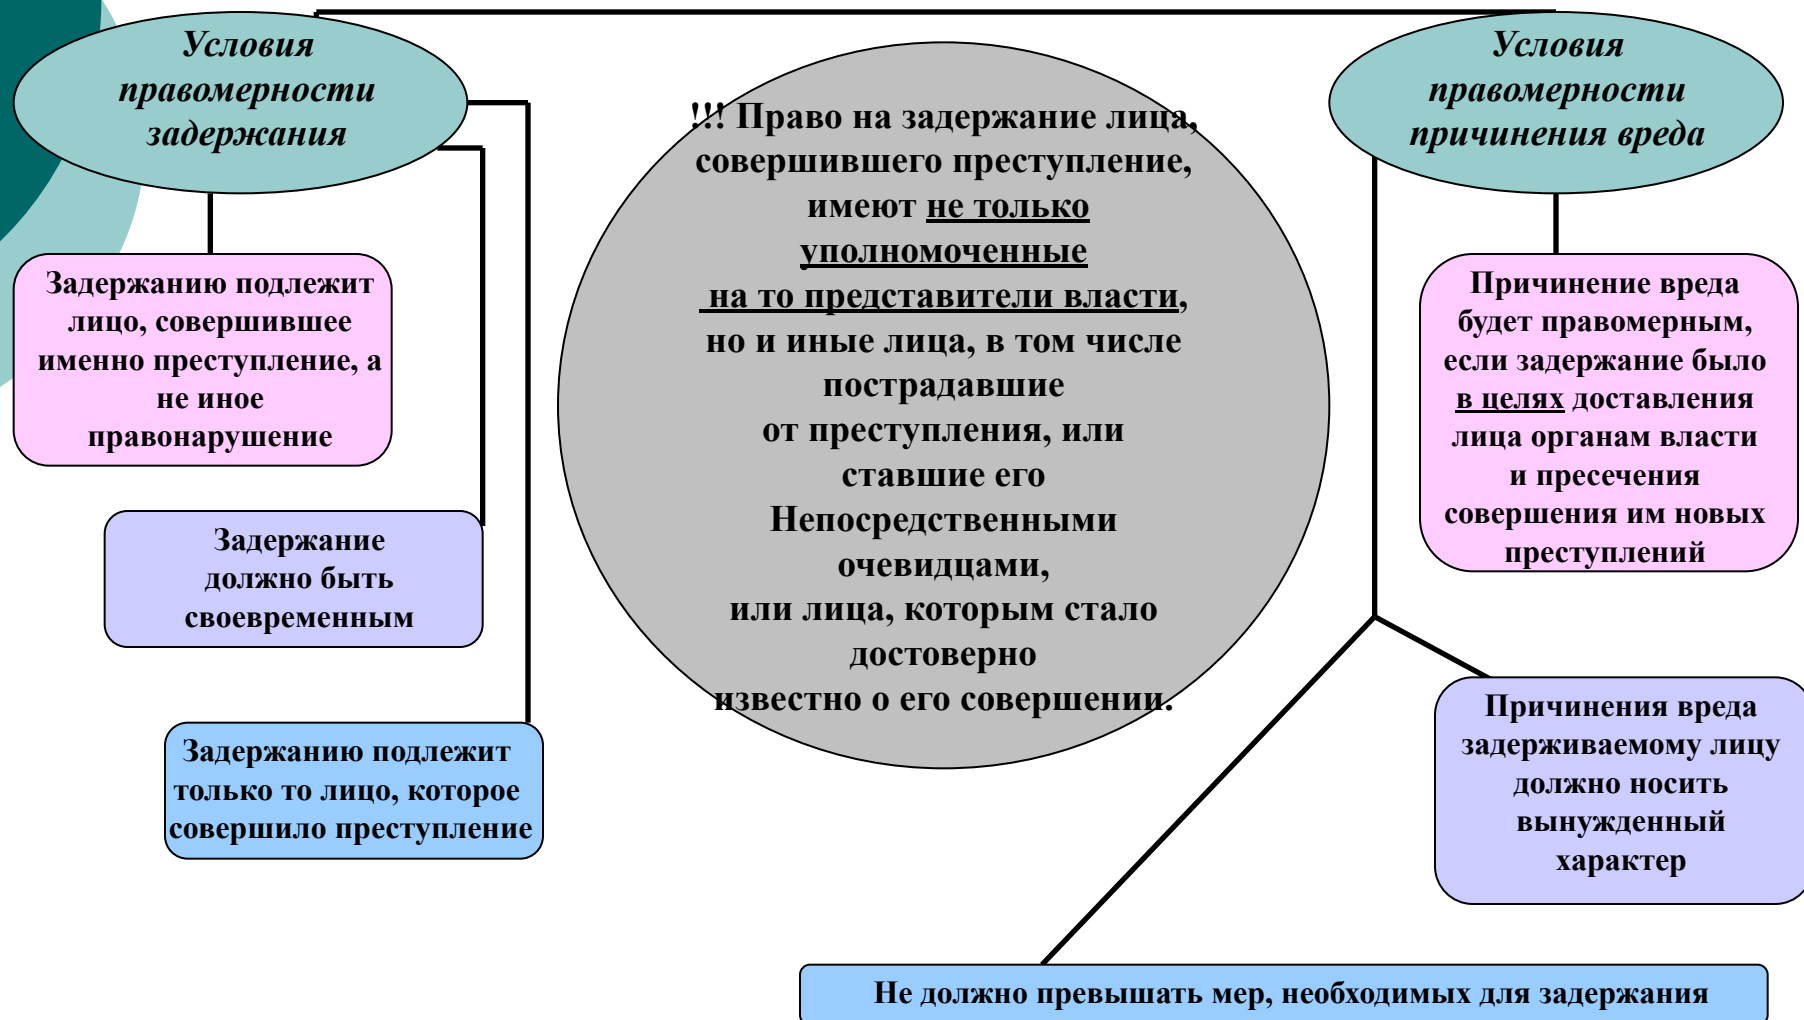 Условия
правомерности
задержания
Задержанию подлежит
лицо, совершившее
именно преступление, а
не иное
правонарушение
Задержание
должно быть
своевременным
Задержанию подлежит
только то лицо, которое
совершило преступление
!!! Право на задержание лица,
совершившего преступление,
имеют не только
уполномоченные
на то представители власти,
но и иные лица, в том числе
пострадавшие
от преступления, или
ставшие его
Непосредственными
очевидцами,
или лица, которым стало
достоверно
известно о его совершении.
Условия
правомерности
причинения вреда
Причинение вреда
будет правомерным,
если задержание было
в целях доставления
лица органам власти
и пресечения
совершения им новых
преступлений
Причинения вреда
задерживаемому лицу
должно носить
вынужденный
характер
Не должно превышать мер, необходимых для задержания